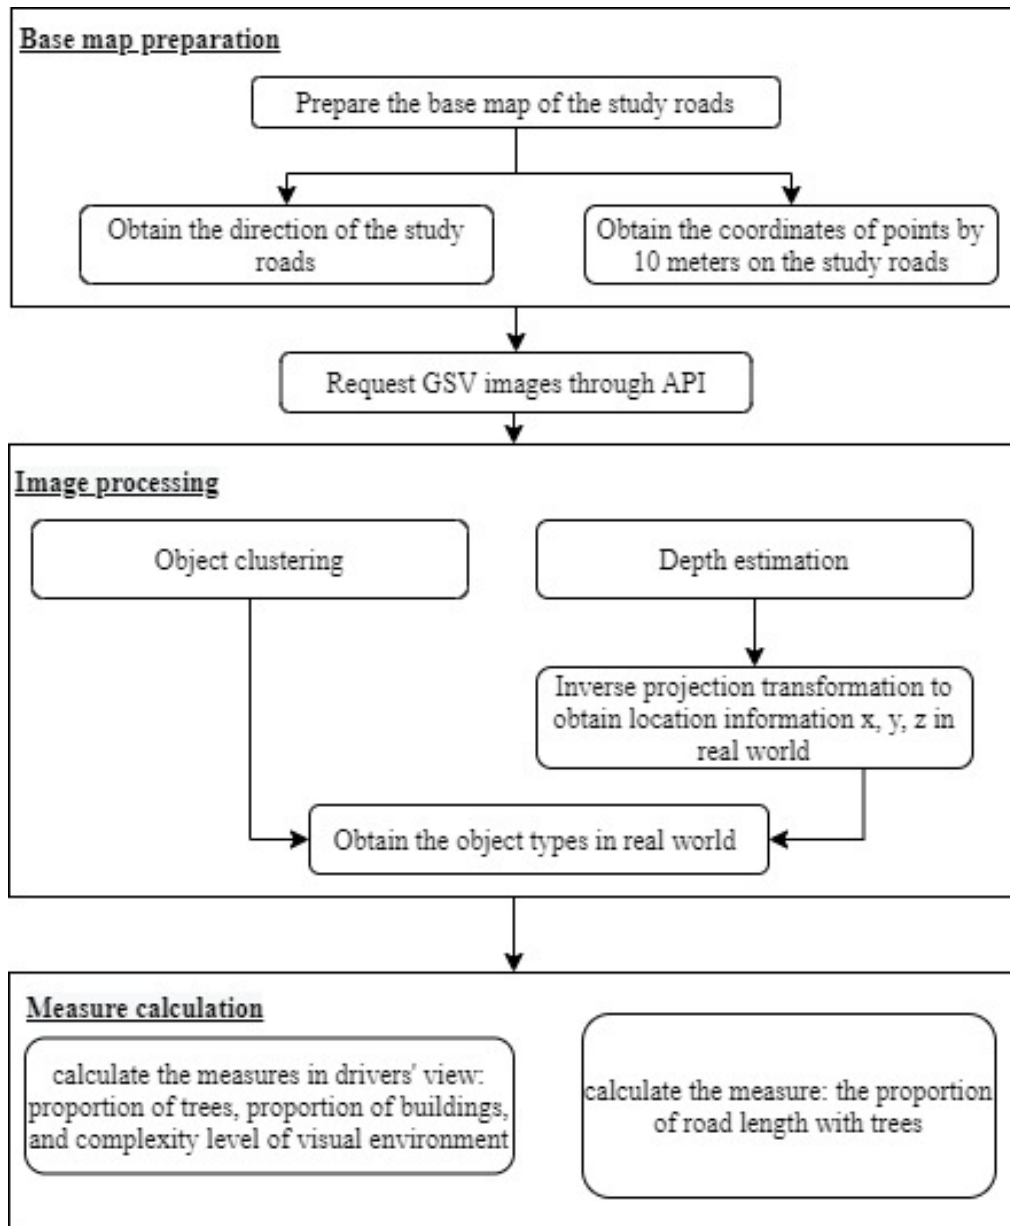 Base map preparation
Prepare the base map of the study roads
Obtain the direction of the study
roads
Obtain the coordinates of points by
10 meters on the study roads
Request GSV images through API
Image processing
Object clustering
Depth estimation
Inverse projection transformation to
obtain location information x, y, z in
real world
Obtain the object types in real world
Measure calculation
calculate the measures in drivers' view:
proportion of trees, proportion of buildings,
and complexity level of visual environment
calculate the measure: the proportion
of road length with trees